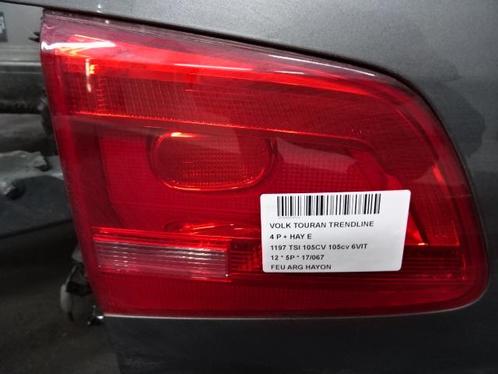 VOLK TOURAN TRENDLINE
4 P + HAY E
1197 TSI 105CV 105cv 6VIT
12 * 5P * 17/067
FEU ARG HAYON